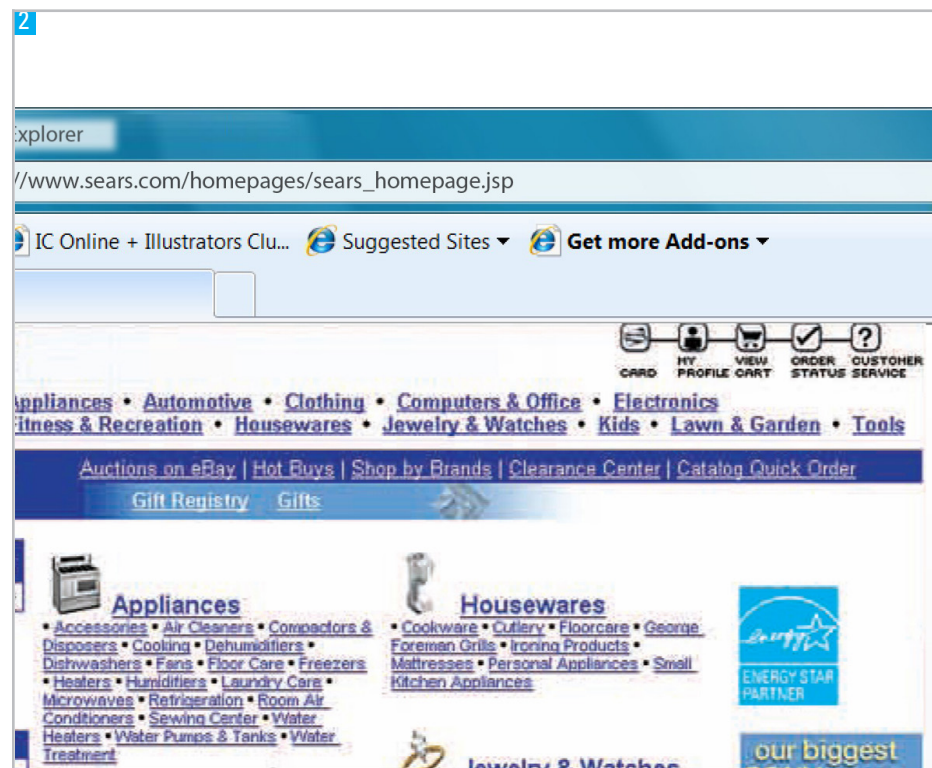 2
Explorer
//www.sears.com/homepages/sears_homepage.jsp
IC Online + Illustrators Clu... Suggested Sites Get more Add-ons
CARD MY PROFILE VIEW CART ORDER STATUS CUSTOMER SERVICE
Appliances • Automotive • Clothing • Computers & Office • Electronics
Fitness & Recreation • Housewares • Jewelry & Watches • Kids • Lawn & Garden • Tools
Auctions on eBay | Hot Buys | Shop by Brands | Clearance Center | Catalog Quick Order
Gift Registry Gifts
Appliances
• Accessories • Air Cleaners • Compactors &
Disposers • Cooking • Dehumidifiers •
Dishwashers • Fans • Floor Care • Freezers
• Heaters • Humidifiers • Laundry Care •
Microwaves • Refrigeration • Room Air
Conditioners • Sewing Center • Water
Heaters • Water Pumps & Tanks • Water
Treatment
Housewares
• Cookware • Cutlery • Floorcare • George
Foreman Grills • Ironing Products •
Mattresses • Personal Appliances • Small
Kitchen Appliances
Jewelry & Watches
energy
ENERGY STAR
PARTNER
our biggest